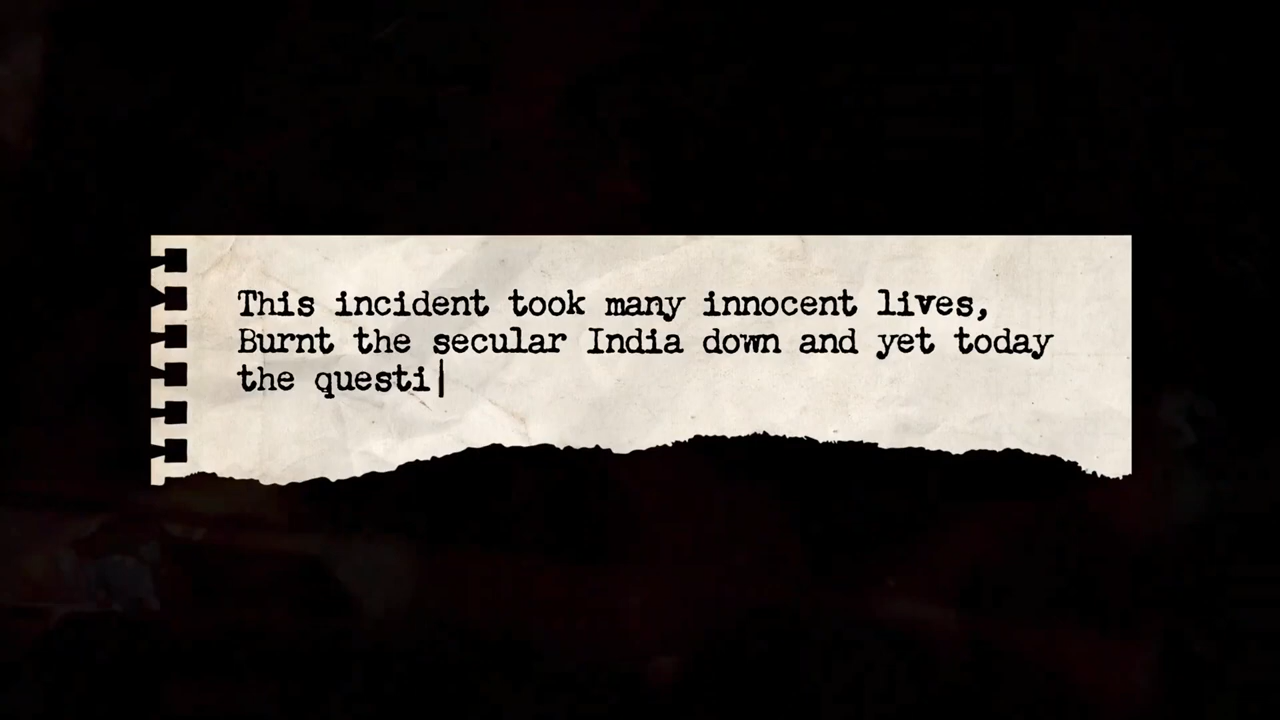 This incident took many innocent lives,
Burnt the secular India down and yet today
the questi